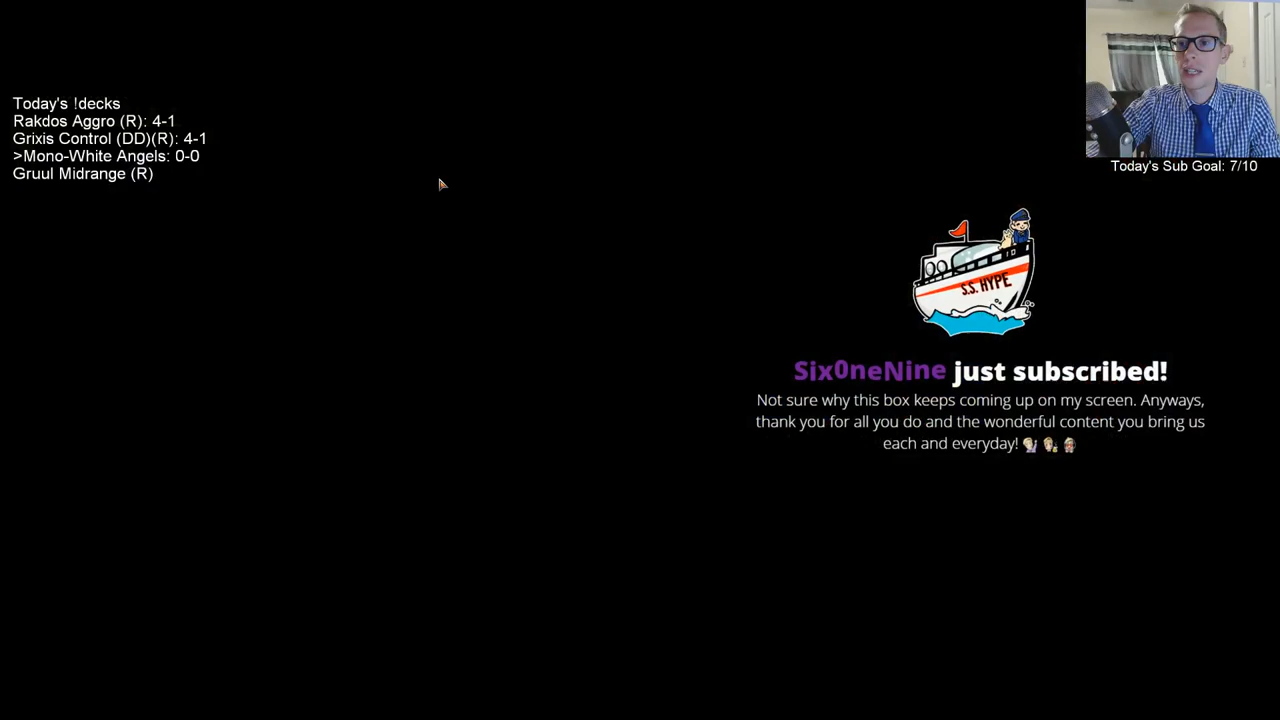 Today's !decks
Rakdos Aggro (R): 4-1
Grixis Control (DD)(R): 4-1
>Mono-White Angels: 0-0
Gruul Midrange (R)
Today's Sub Goal: 7/10
S.S. HYPE
Six0neNine just subscribed!
Not sure why this box keeps coming up on my screen. Anyways,
thank you for all you do and the wonderful content you bring us
each and everyday!